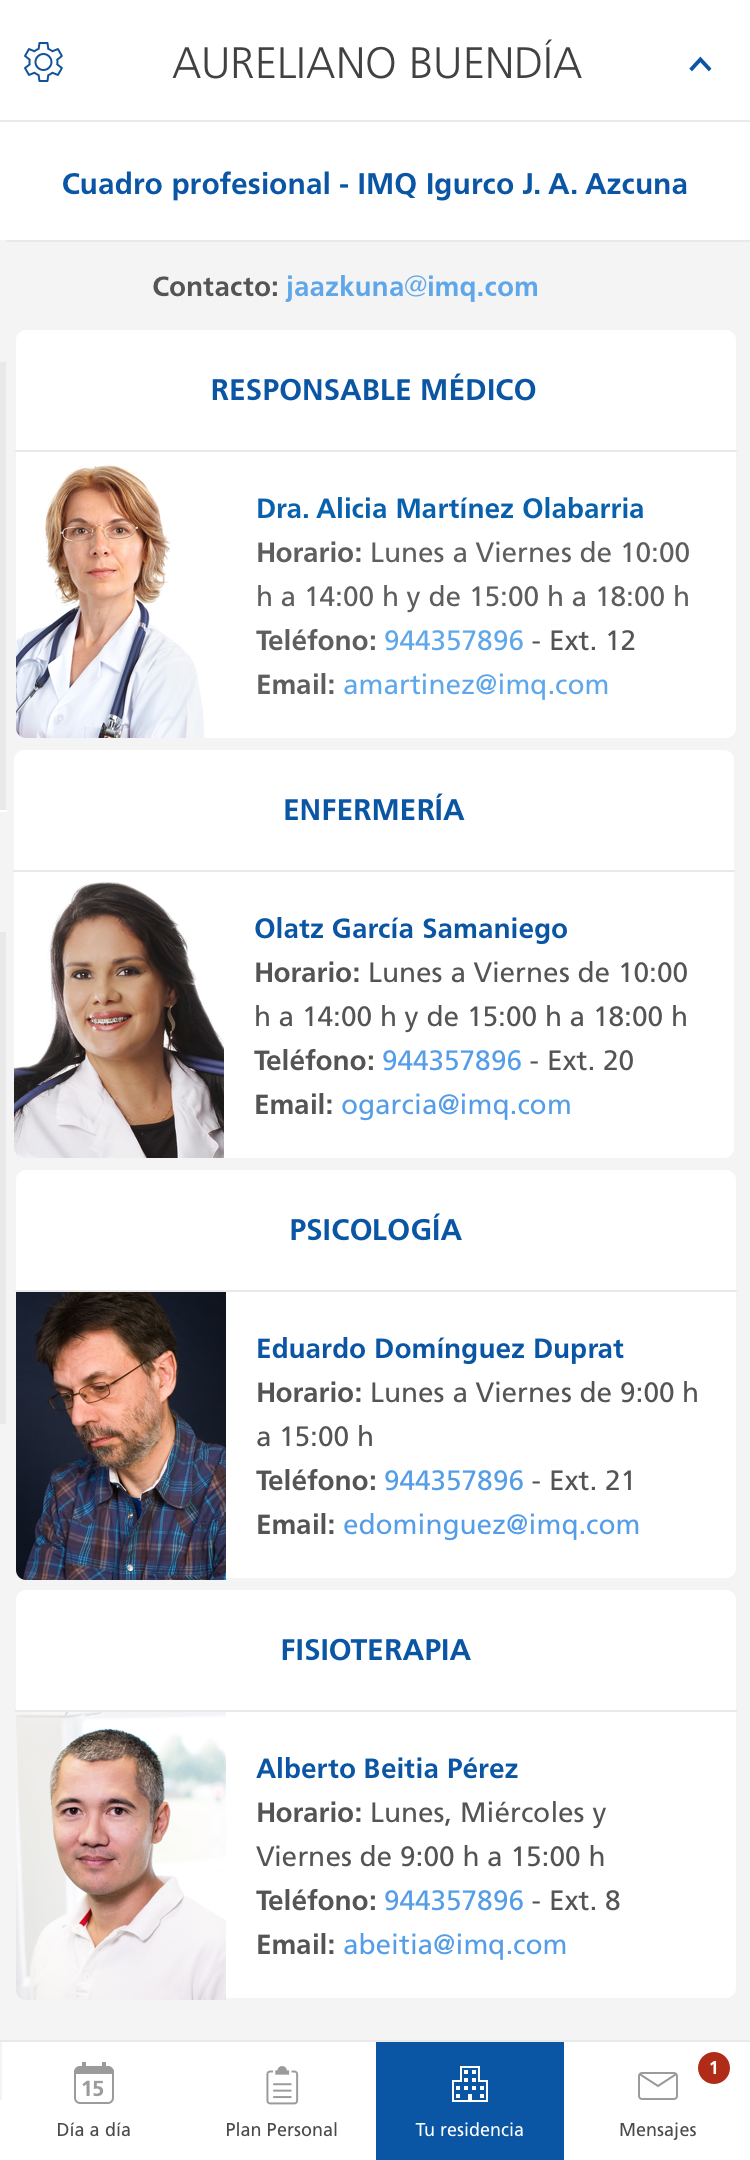 AURELIANO BUENDÍA
Cuadro profesional - IMQ Igurco J. A. Azcuna
Contacto: jaazkuna@imq.com
RESPONSABLE MÉDICO
Dra. Alicia Martínez Olabarria
Horario: Lunes a Viernes de 10:00
h a 14:00 h y de 15:00 h a 18:00 h
Teléfono: 944357896 - Ext. 12
Email: amartinez@imq.com
ENFERMERÍA
Olatz García Samaniego
Horario: Lunes a Viernes de 10:00
h a 14:00 h y de 15:00 h a 18:00 h
Teléfono: 944357896 - Ext. 20
Email: ogarcia@imq.com
PSICOLOGÍA
Eduardo Domínguez Duprat
Horario: Lunes a Viernes de 9:00 h
a 15:00 h
Teléfono: 944357896 - Ext. 21
Email: edominguez@imq.com
FISIOTERAPIA
Alberto Beitia Pérez
Horario: Lunes, Miércoles y
Viernes de 9:00 h a 15:00 h
Teléfono: 944357896 - Ext. 8
Email: abeitia@imq.com
15
1
Día a día
Plan Personal
Tu residencia
Mensajes